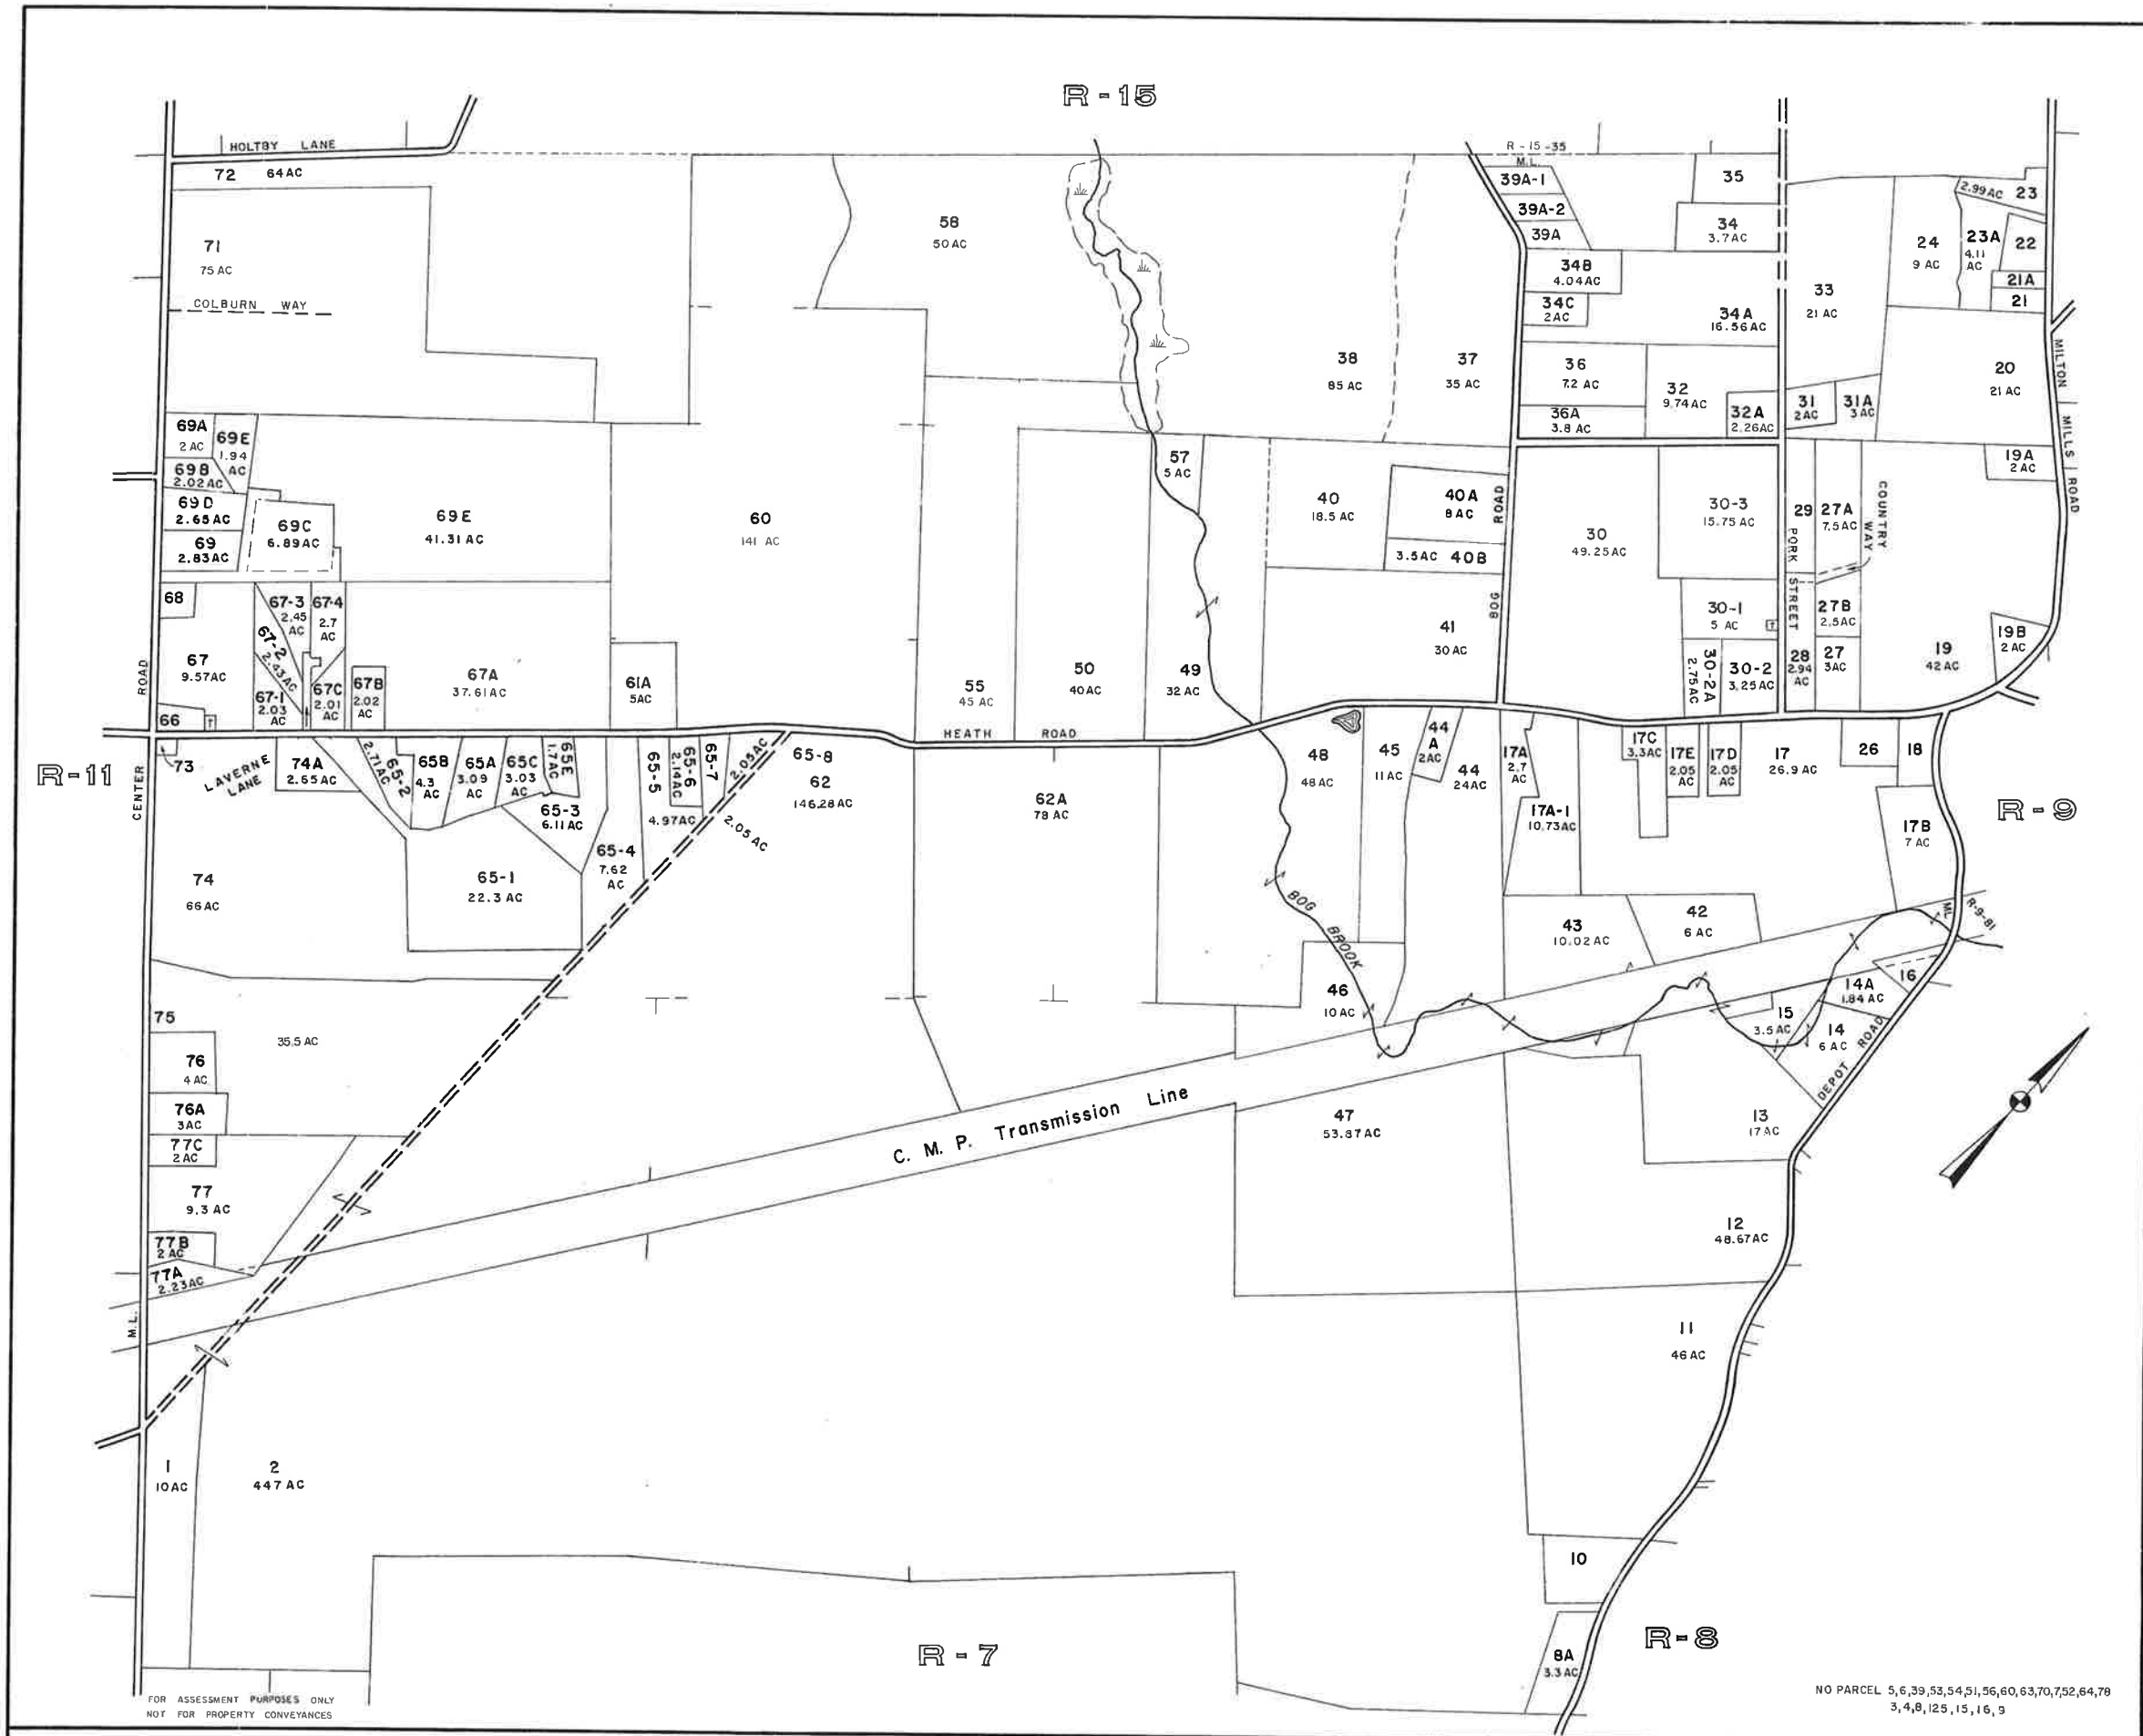 R - 15
HOLTBY LANE
72 64 AC
R - 15 - 35
M.L.
39A-1
39A-2
39A
35
34
3.7 AC
2.99 AC 23
71
75 AC
COLBURN WAY
58
50 AC
34B
4.04 AC
34C
2 AC
34A
16.56 AC
33
21 AC
24
9 AC
23A
4.11
AC
22
21A
21
38
85 AC
37
35 AC
36
7.2 AC
36A
3.8 AC
32
9.74 AC
32A
2.26 AC
31
2 AC
31A
3 AC
20
21 AC
MILTON MILLS ROAD
69A
2 AC
69E
1.94
AC
69B
2.02 AC
69D
2.65 AC
69
2.83 AC
69C
6.89 AC
69E
41.31 AC
60
141 AC
57
5 AC
40
18.5 AC
40A
8 AC
3.5 AC 40B
BOG ROAD
30
49.25 AC
30-3
15.75 AC
29
27A
7.5 AC
COUNTRY
WAY
PORK STREET
19A
2 AC
68
67-3
2.45
AC
67-4
2.7
AC
67-2
2.43 AC
67
9.57 AC
67-1
2.03
AC
67C
2.01
AC
67B
2.02
AC
67A
37.61 AC
61A
5 AC
55
45 AC
50
40 AC
49
32 AC
41
30 AC
30-1
5 AC
30-2A
2.75 AC
30-2
3.25 AC
27B
2.5 AC
28
2.94
AC
27
3 AC
19
42 AC
19B
2 AC
66
HEATH ROAD
CENTER ROAD
R-11
73
LAVERNE
LANE
74A
2.65 AC
65-2
2.71 AC
65B
4.3
AC
65A
3.09
AC
65C
3.03
AC
65E
1.7 AC
65-3
6.11 AC
65-5
4.97 AC
65-6
2.14 AC
65-7
2.05 AC
65-8
2.05 AC
62
146.28 AC
62A
78 AC
48
48 AC
45
11 AC
44
A
2 AC
44
24 AC
17A
2.7
AC
17A-1
10.73 AC
17C
3.3 AC
17E
2.05
AC
17D
2.05
AC
17
26.9 AC
26
18
17B
7 AC
R-9
74
66 AC
65-1
22.3 AC
65-4
7.62
AC
BOG BROOK
43
10.02 AC
42
6 AC
ML
R-9-81
75
35.5 AC
46
10 AC
15
3.5 AC
14A
1.84 AC
16
14
6 AC
DEPOT ROAD
76
4 AC
76A
3 AC
77C
2 AC
77
9.3 AC
77B
2 AC
77A
2.23 AC
C. M. P. Transmission Line
47
53.87 AC
13
17 AC
12
48.67 AC
M.L.
11
46 AC
1
10 AC
2
447 AC
10
8A
3.3 AC
R - 7
R-8
FOR ASSESSMENT PURPOSES ONLY
NOT FOR PROPERTY CONVEYANCES
NO PARCEL 5,6,39,53,54,51,56,60,63,70,7,52,64,78
3,4,8,125,15,16,9